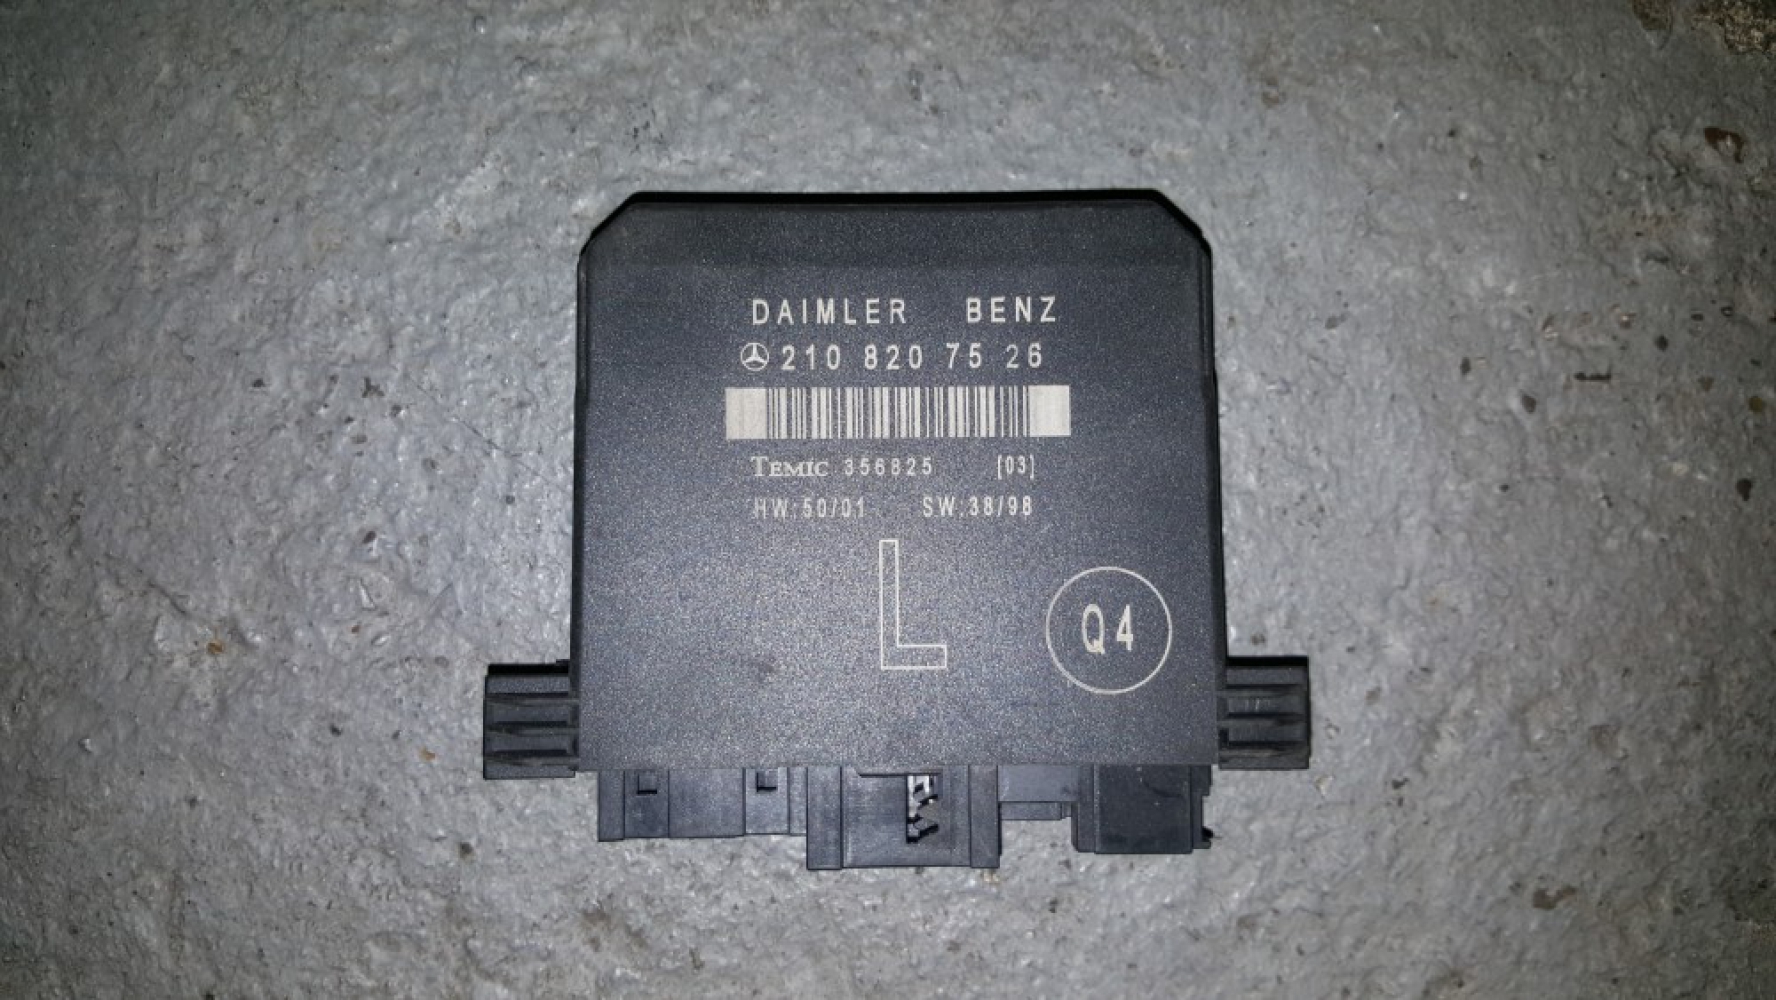 DAIMLER BENZ
210 820 75 26
TEMIC 356825 [03]
HW:50/01 SW:38/98
L
Q4